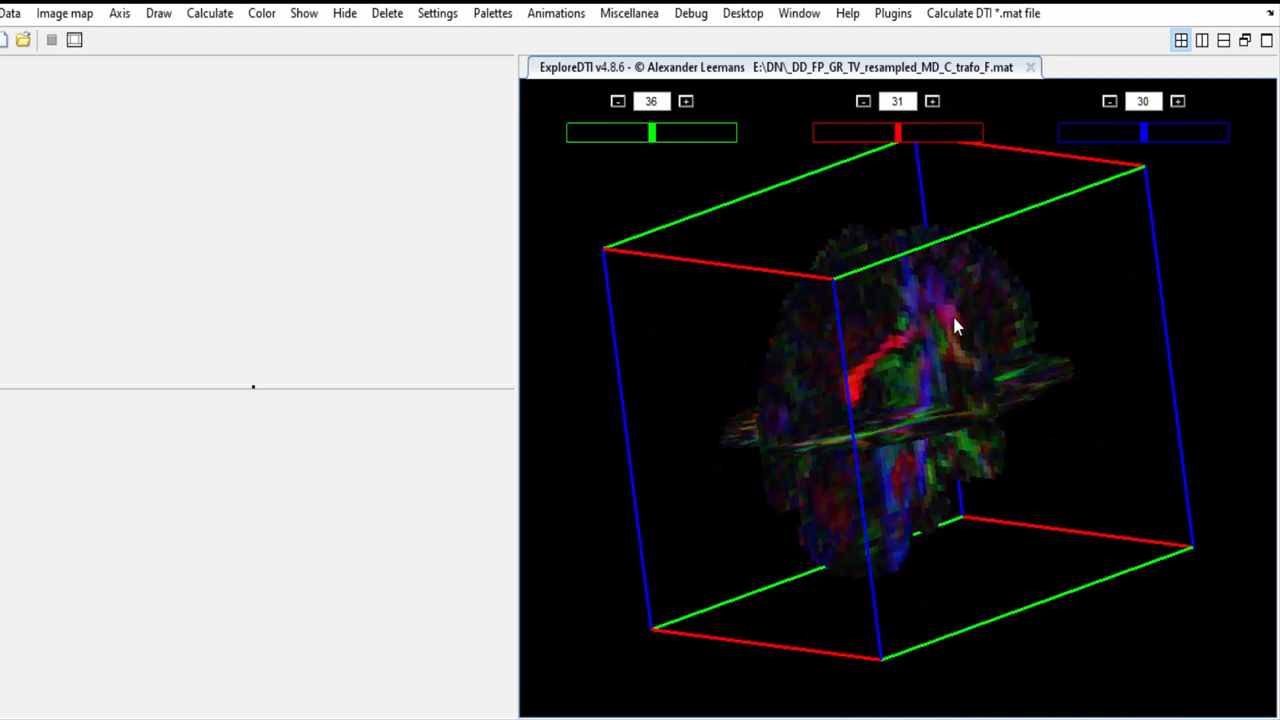 Data Image map Axis Draw Calculate Color Show Hide Delete Settings Palettes Animations Miscellanea Debug Desktop Window Help Plugins Calculate DTI *.mat file
ExploreDTI v4.8.6 - © Alexander Leemans E:\DN\_DD_FP_GR_TV_resampled_MD_C_trafo_F.mat
- 36 + - 31 + - 30 +